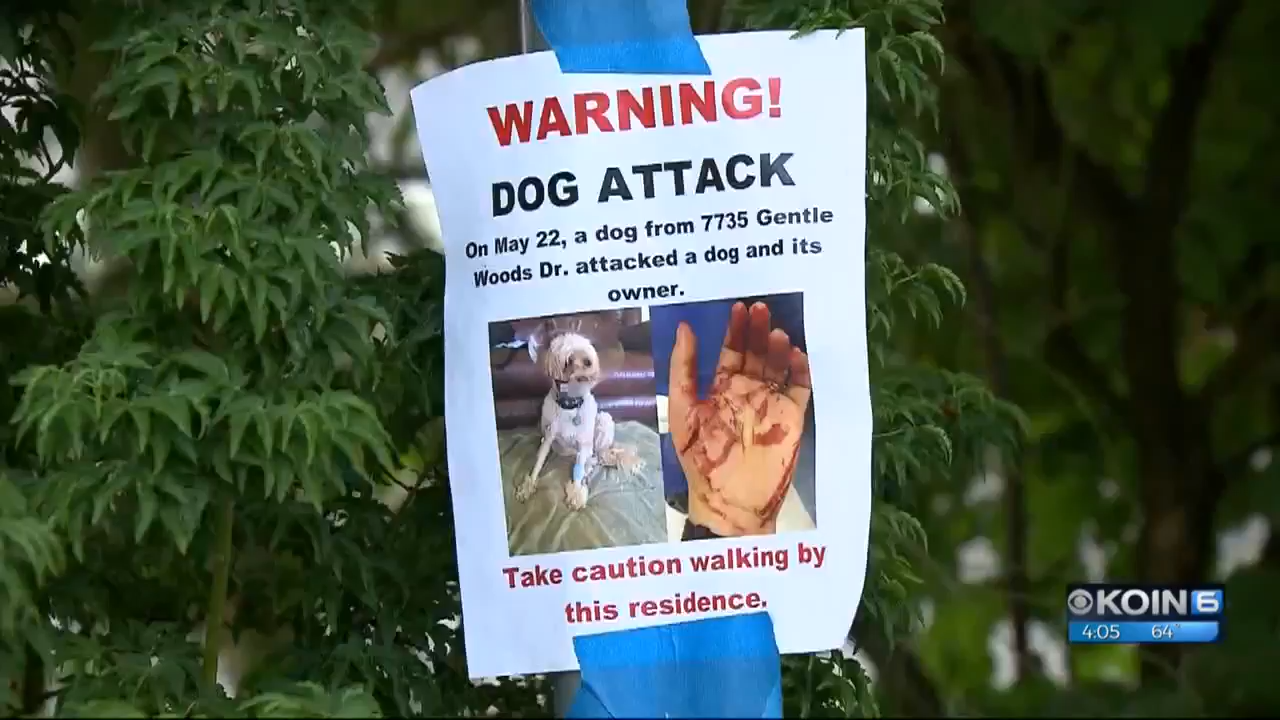 WARNING!
DOG ATTACK
On May 22, a dog from 7735 Gentle
Woods Dr. attacked a dog and its
owner.
Take caution walking by
this residence.
KOIN 6
4:05 64°